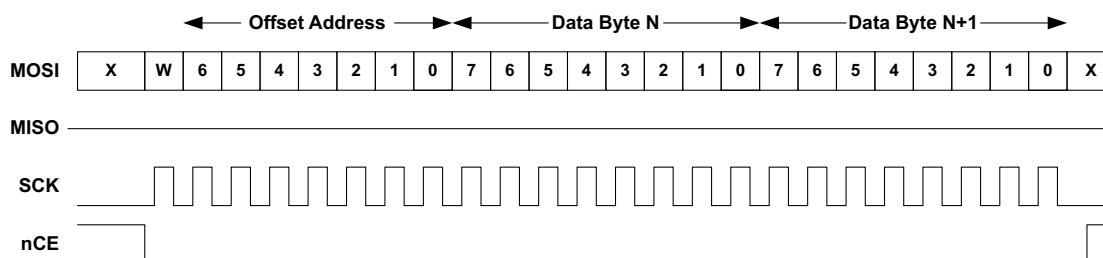 Offset Address Data Byte N Data Byte N+1
MOSI X W 6 5 4 3 2 1 0 7 6 5 4 3 2 1 0 7 6 5 4 3 2 1 0 X
MISO
SCK
nCE